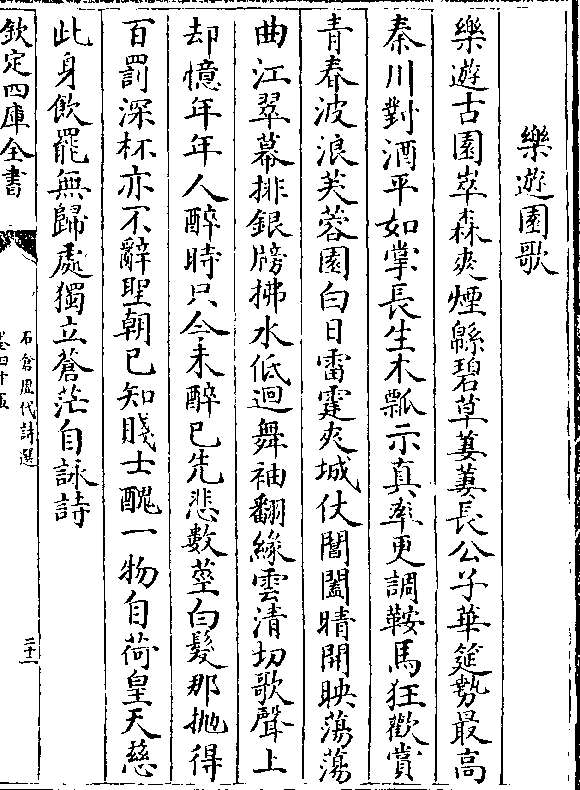 樂遊園歌
樂遊古園崒森爽煙緜碧草萋萋長公子華筵勢最高
秦川對酒平如掌長生木瓢示真率更調鞍馬狂歡賞
青春波浪芙蓉園白日雷霆夾城仗閶闔晴開映蕩蕩
曲江翠幕排銀牓拂水低迴舞袖翻緣雲清切歌聲上
却憶年年人醉時只今未醉已先悲數莖白髮那抛得
百罰深杯亦不辭聖朝已知賤士醜一物自荷皇天慈
此身飲罷無歸處獨立蒼茫自詠詩
欽定四庫全書
石倉歷代詩選
卷四十五
二十一